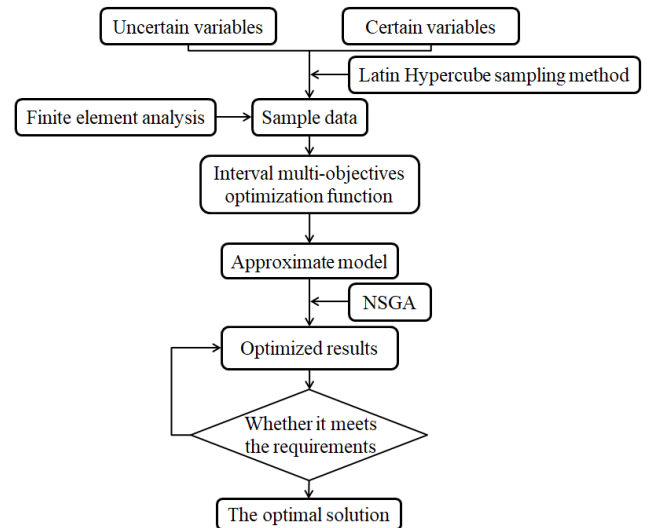 Uncertain variables
Certain variables
Latin Hypercube sampling method
Finite element analysis
Sample data
Interval multi-objectives
optimization function
Approximate model
NSGA
Optimized results
Whether it meets
the requirements
The optimal solution